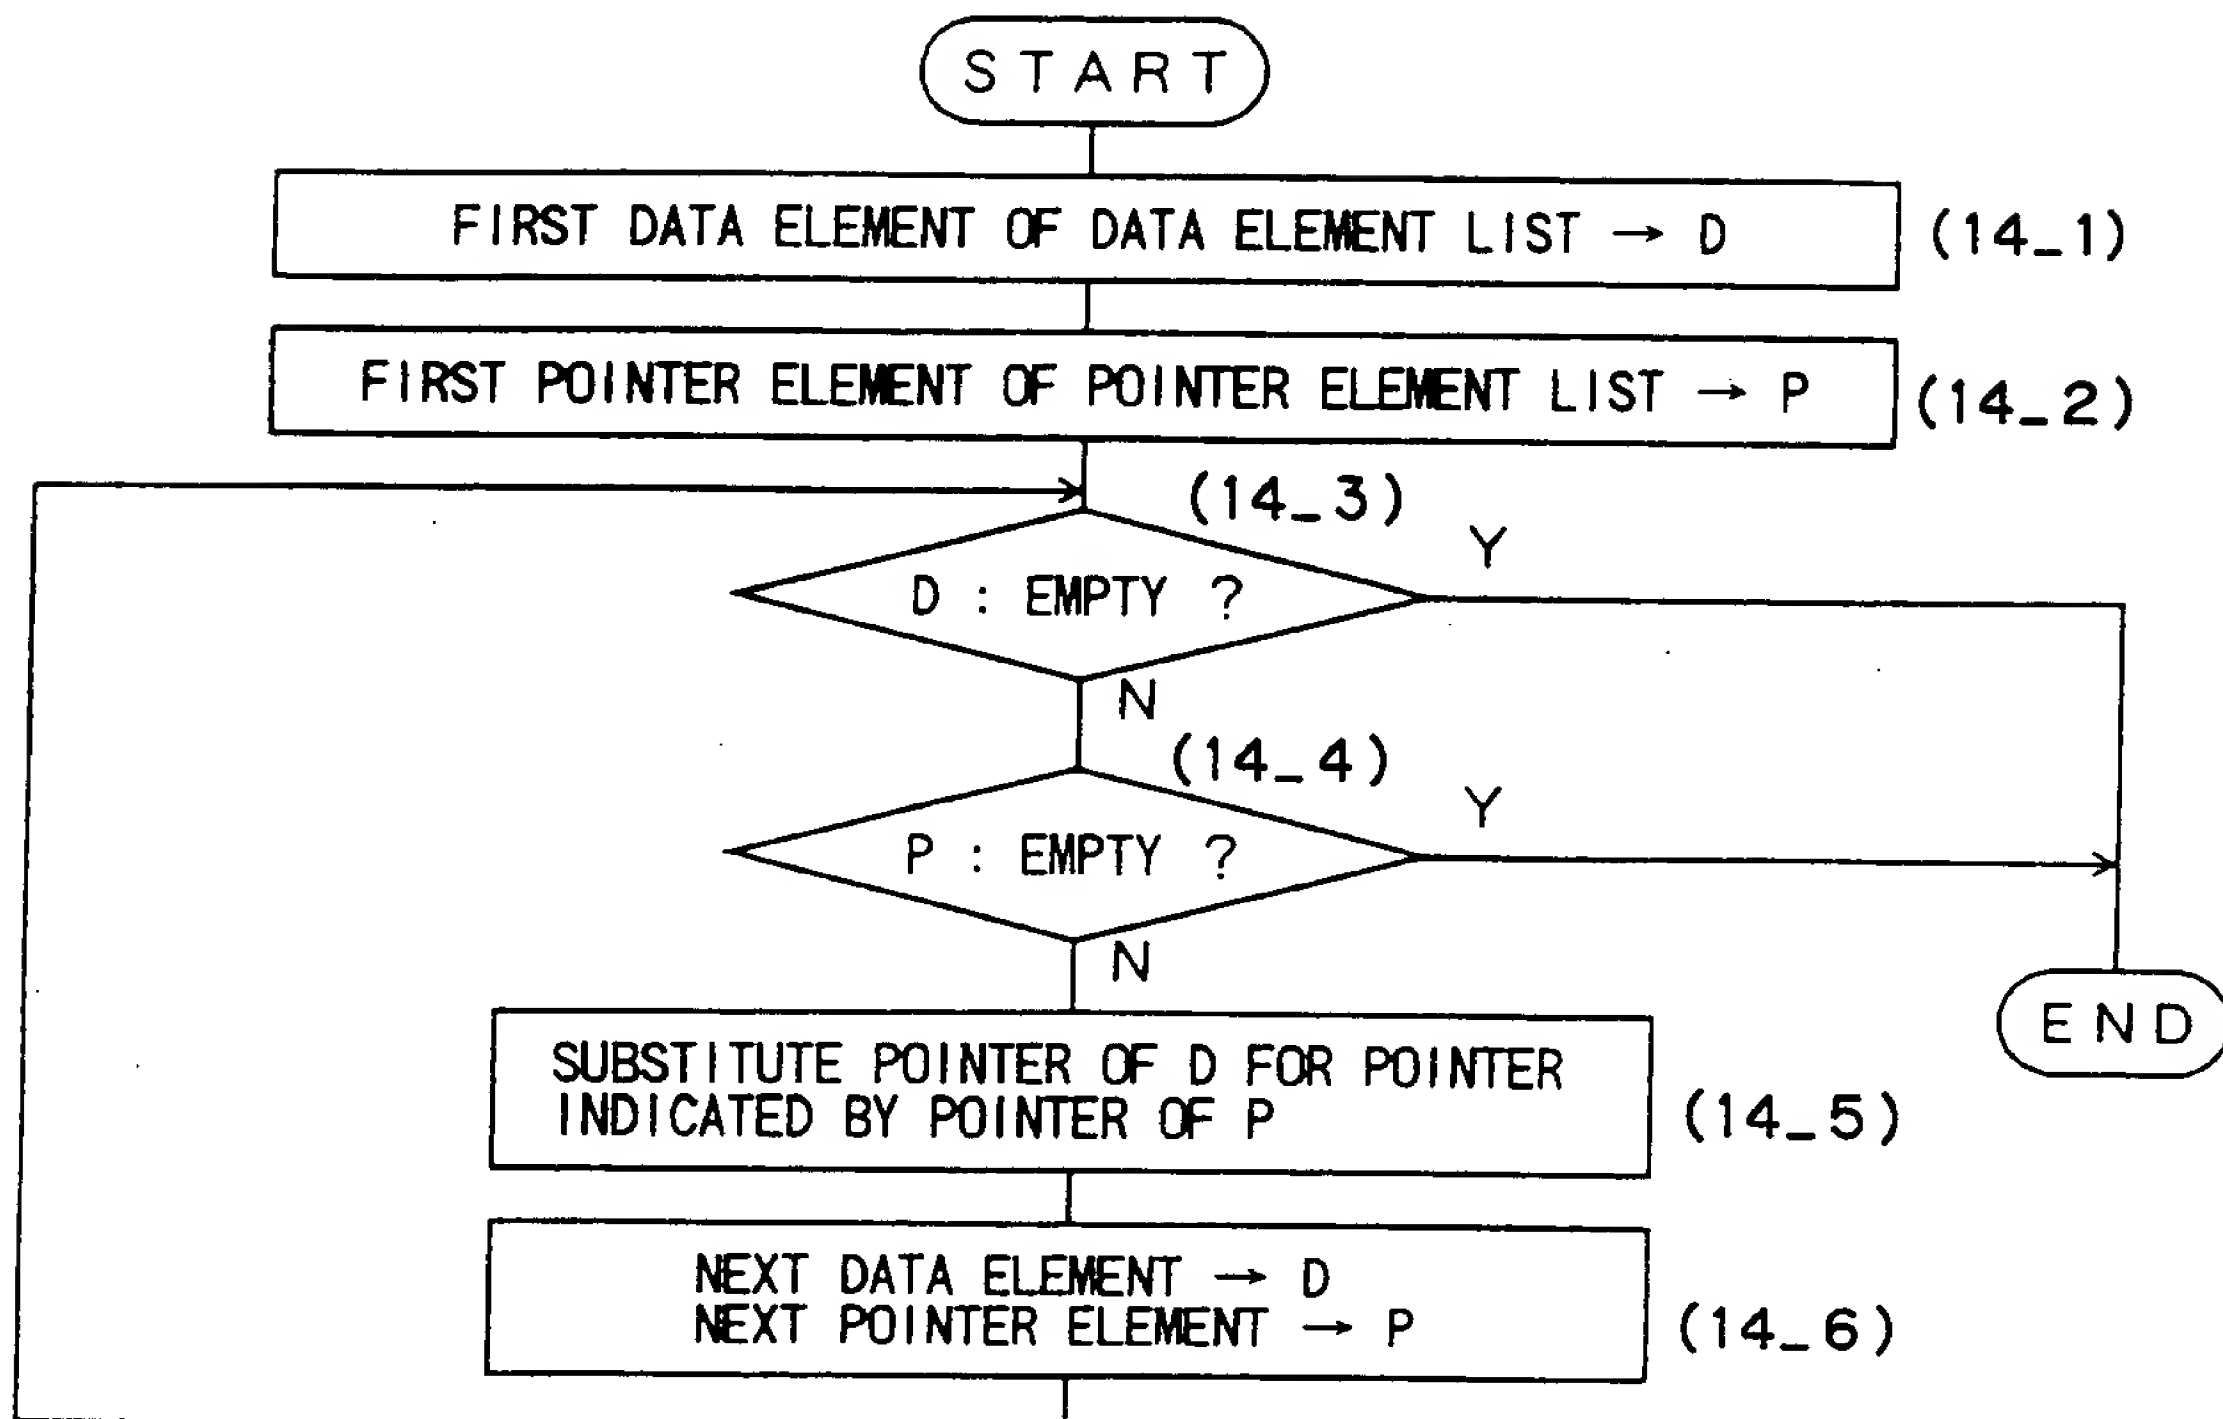 START
FIRST DATA ELEMENT OF DATA ELEMENT LIST → D
(14_1)
FIRST POINTER ELEMENT OF POINTER ELEMENT LIST → P
(14_2)
(14_3)
Y
D : EMPTY ?
N
(14_4)
Y
P : EMPTY ?
N
END
SUBSTITUTE POINTER OF D FOR POINTER
INDICATED BY POINTER OF P
(14_5)
NEXT DATA ELEMENT → D
NEXT POINTER ELEMENT → P
(14_6)